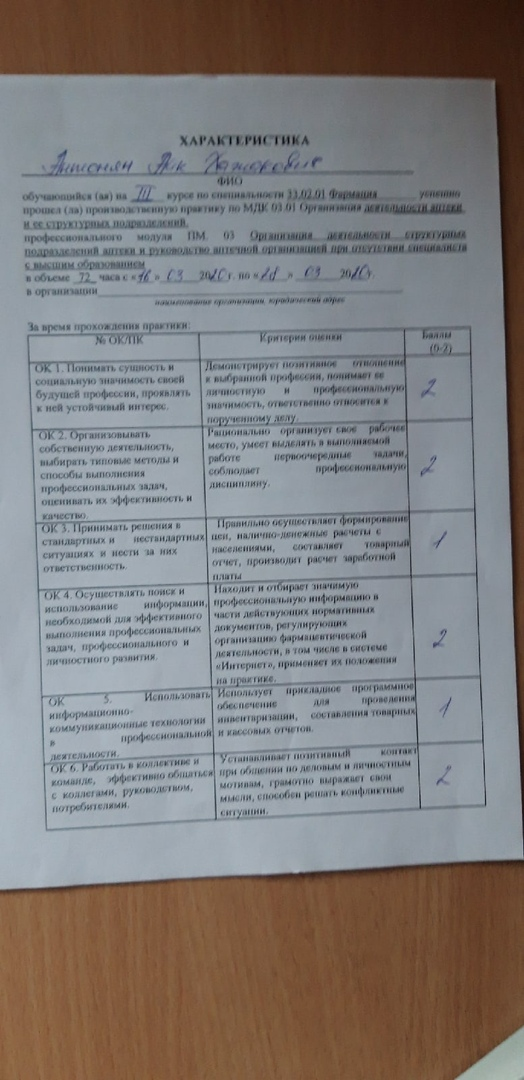 ХАРАКТЕРИСТИКА
ФИО
обучающийся (ая) на III курсе по специальности 33.02.01 Фармация успешно
прошел (ла) производственную практику по МДК 03.01 Организация деятельности аптеки
и ее структурных подразделений.
профессионального модуля ПМ. 03 Организация деятельности структурных
подразделений аптеки и руководство аптечной организацией при отсутствии специалиста
с высшим образованием
в объеме 72 часа с «16» 03 2020г. по «28» 03 2020г.
в организации
наименование организации, юридический адрес
За время прохождения практики:
№ ОК/ПК
Критерии оценки
Баллы
(0-2)
ОК 1. Понимать сущность и
социальную значимость своей
будущей профессии, проявлять
к ней устойчивый интерес.
Демонстрирует позитивное отношение
к выбранной профессии, понимает ее
личностную и профессиональную
значимость, ответственно относится к
порученному делу.
2
ОК 2. Организовывать
собственную деятельность,
выбирать типовые методы и
способы выполнения
профессиональных задач,
оценивать их эффективность и
качество.
Рационально организует свое рабочее
место, умеет выделять в выполняемой
работе первоочередные задачи,
соблюдает профессиональную
дисциплину.
2
ОК 3. Принимать решения в
стандартных и нестандартных
ситуациях и нести за них
ответственность.
Правильно осуществляет формирование
цен, налично-денежные расчеты с
населениями, составляет товарный
отчет, производит расчет заработной
платы
1
ОК 4. Осуществлять поиск и
использование информации,
необходимой для эффективного
выполнения профессиональных
задач, профессионального и
личностного развития.
Находит и отбирает значимую
профессиональную информацию в
части действующих нормативных
документов, регулирующих
организацию фармацевтической
деятельности, в том числе в системе
«Интернет», применяет их положения
на практике.
2
ОК 5. Использовать
информационно-
коммуникационные технологии
в профессиональной
деятельности.
Использует прикладное программное
обеспечение для проведения
инвентаризации, составления товарных
и кассовых отчетов.
1
ОК 6. Работать в коллективе и
команде, эффективно общаться
с коллегами, руководством,
потребителями.
Устанавливает позитивный контакт
при общении по деловым и личностным
мотивам, грамотно выражает свои
мысли, способен решать конфликтные
ситуации.
2